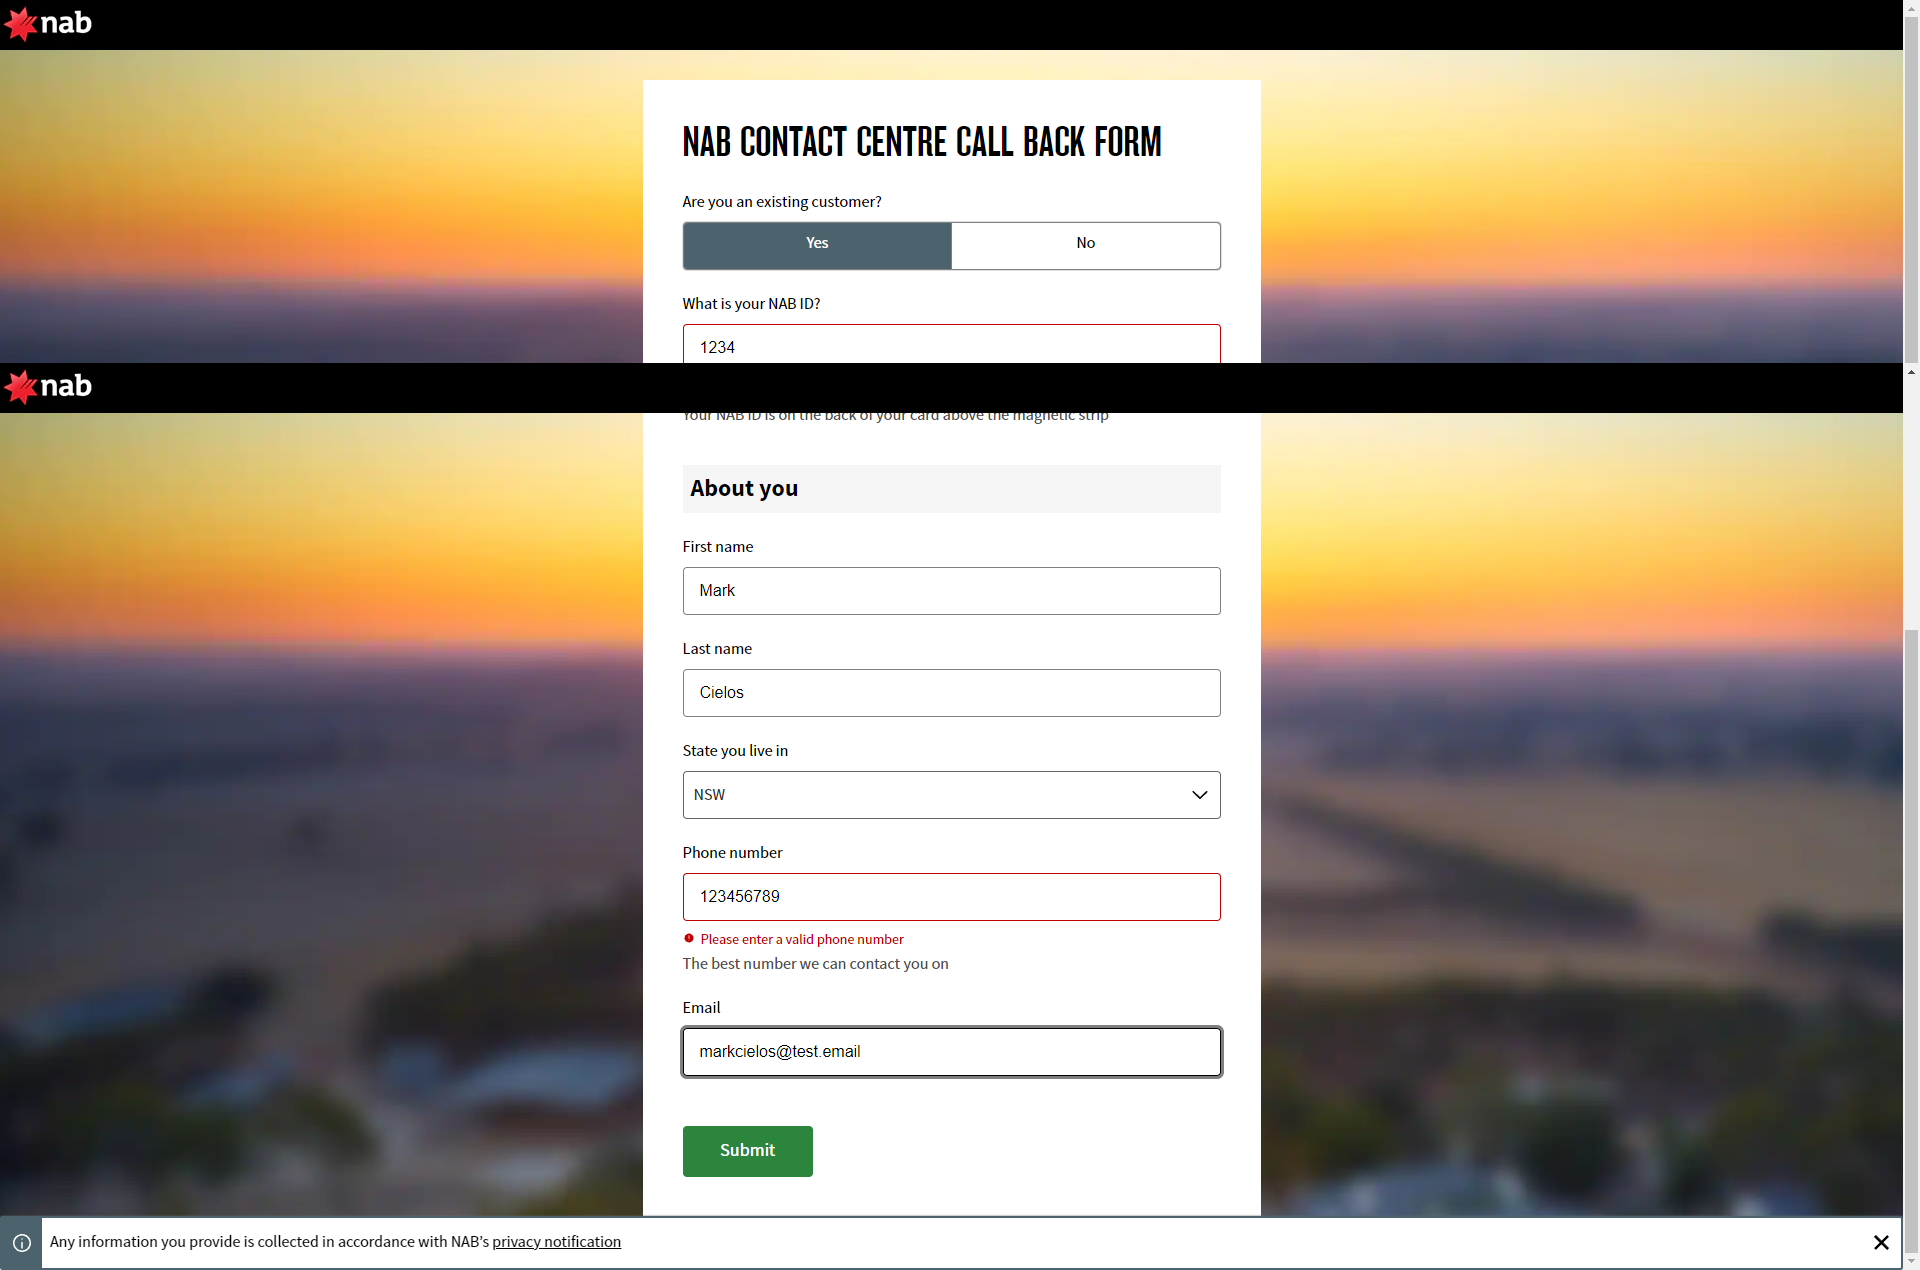 nab
NAB CONTACT CENTRE CALL BACK FORM
Are you an existing customer?
Yes
No
What is your NAB ID?
1234
nab
Your NAB ID is on the back of your card above the magnetic strip
About you
First name
Mark
Last name
Cielos
State you live in
NSW
Phone number
123456789
Please enter a valid phone number
The best number we can contact you on
Email
markcielos@test.email
Submit
Any information you provide is collected in accordance with NAB's privacy notification